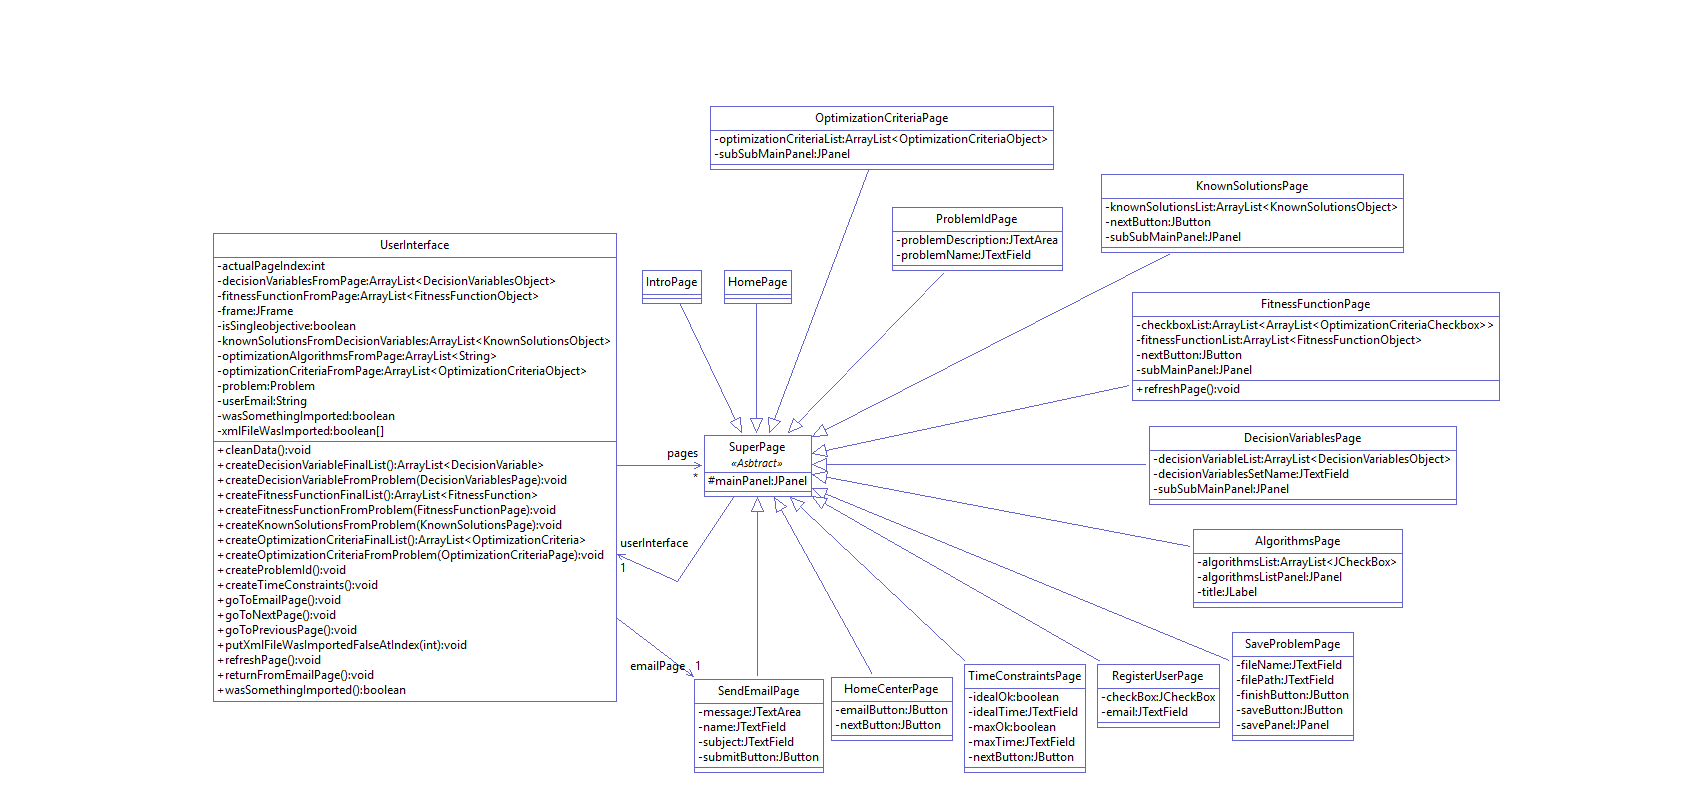 OptimizationCriteriaPage
-optimizationCriteriaList:ArrayList<OptimizationCriteriaObject>
-subSubMainPanel:JPanel
KnownSolutionsPage
-knownSolutionsList:ArrayList<KnownSolutionsObject>
-nextButton:JButton
-subSubMainPanel:JPanel
ProblemIdPage
-problemDescription:JTextArea
-problemName:JTextField
UserInterface
-actualPageIndex:int
-decisionVariablesFromPage:ArrayList<DecisionVariablesObject>
-fitnessFunctionFromPage:ArrayList<FitnessFunctionObject>
-frame:JFrame
-isSingleobjective:boolean
-knownSolutionsFromDecisionVariables:ArrayList<KnownSolutionsObject>
-optimizationAlgorithmsFromPage:ArrayList<String>
-optimizationCriteriaFromPage:ArrayList<OptimizationCriteriaObject>
-problem:Problem
-userEmail:String
-wasSomethingImported:boolean
-xmlFileWasImported:boolean[]
+cleanData():void
+createDecisionVariableFinalList():ArrayList<DecisionVariable>
+createDecisionVariableFromProblem(DecisionVariablesPage):void
+createFitnessFunctionFinalList():ArrayList<FitnessFunction>
+createFitnessFunctionFromProblem(FitnessFunctionPage):void
+createKnownSolutionsFromProblem(KnownSolutionsPage):void
+createOptimizationCriteriaFinalList():ArrayList<OptimizationCriteria>
+createOptimizationCriteriaFromProblem(OptimizationCriteriaPage):void
+createProblemId():void
+createTimeConstraints():void
+goToEmailPage():void
+goToNextPage():void
+goToPreviousPage():void
+putXmlFileWasImportedFalseAtIndex(int):void
+refreshPage():void
+returnFromEmailPage():void
+wasSomethingImported():boolean
IntroPage
HomePage
FitnessFunctionPage
-checkboxList:ArrayList<ArrayList<OptimizationCriteriaCheckbox>>
-fitnessFunctionList:ArrayList<FitnessFunctionObject>
-nextButton:JButton
-subMainPanel:JPanel
+refreshPage():void
pages
*
SuperPage
«Asbtract»
#mainPanel:JPanel
DecisionVariablesPage
-decisionVariableList:ArrayList<DecisionVariablesObject>
-decisionVariablesSetName:JTextField
-subSubMainPanel:JPanel
userInterface
1
AlgorithmsPage
-algorithmsList:ArrayList<JCheckBox>
-algorithmsListPanel:JPanel
-title:JLabel
emailPage
1
SendEmailPage
-message:JTextArea
-name:JTextField
-subject:JTextField
-submitButton:JButton
HomeCenterPage
-emailButton:JButton
-nextButton:JButton
TimeConstraintsPage
-idealOk:boolean
-idealTime:JTextField
-maxOk:boolean
-maxTime:JTextField
-nextButton:JButton
RegisterUserPage
-checkBox:JCheckBox
-email:JTextField
SaveProblemPage
-fileName:JTextField
-filePath:JTextField
-finishButton:JButton
-saveButton:JButton
-savePanel:JPanel